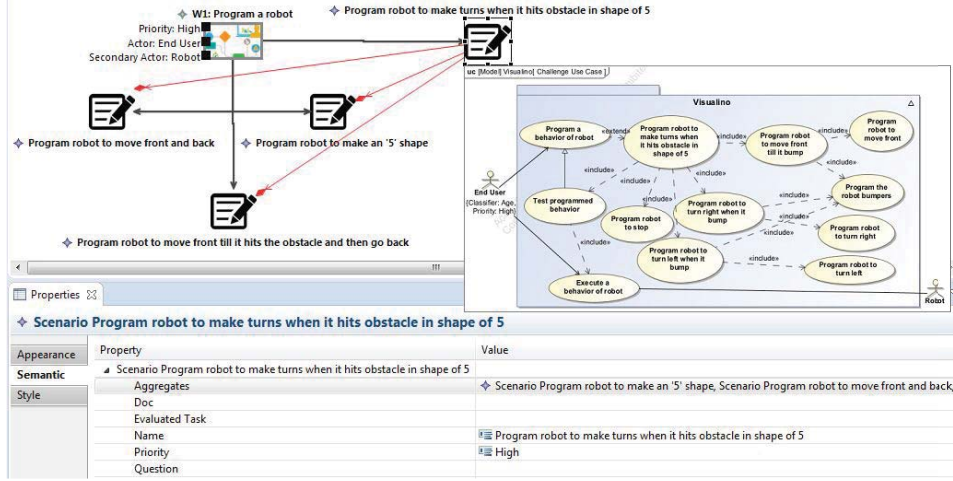 W1: Program a robot
Program robot to make turns when it hits obstacle in shape of 5
Priority: High
Actor: End User
Secondary Actor: Robot
Program robot to move front and back
Program robot to make an '5' shape
Program robot to move front till it hits the obstacle and then go back
uc [Model] Visualino[ Challenge Use Case ]
Visualino
Program a
behavior of robot
«extend»
Program robot to
make turns when
it hits obstacle in
shape of 5
«include»
Program robot
to move front
till it bump
«include»
Program
robot to
move front
End User
{Classifier: Age,
Priority: High}
Test programmed
behavior
«include»
«include»
«include»
«include»
Program robot
to stop
Program robot to
turn right when it
bump
«include»
Program the
robot bumpers
«include»
Program robot
to turn right
«include»
Program robot to
turn left when it
bump
«include»
Program robot to
turn left
Execute a
behavior of robot
Robot
Properties
Scenario Program robot to make turns when it hits obstacle in shape of 5
Appearance
Semantic
Style
Property Value
Scenario Program robot to make turns when it hits obstacle in shape of 5
Aggregates Scenario Program robot to make an '5' shape, Scenario Program robot to move front and back,
Doc
Evaluated Task
Name Program robot to make turns when it hits obstacle in shape of 5
Priority High
Question